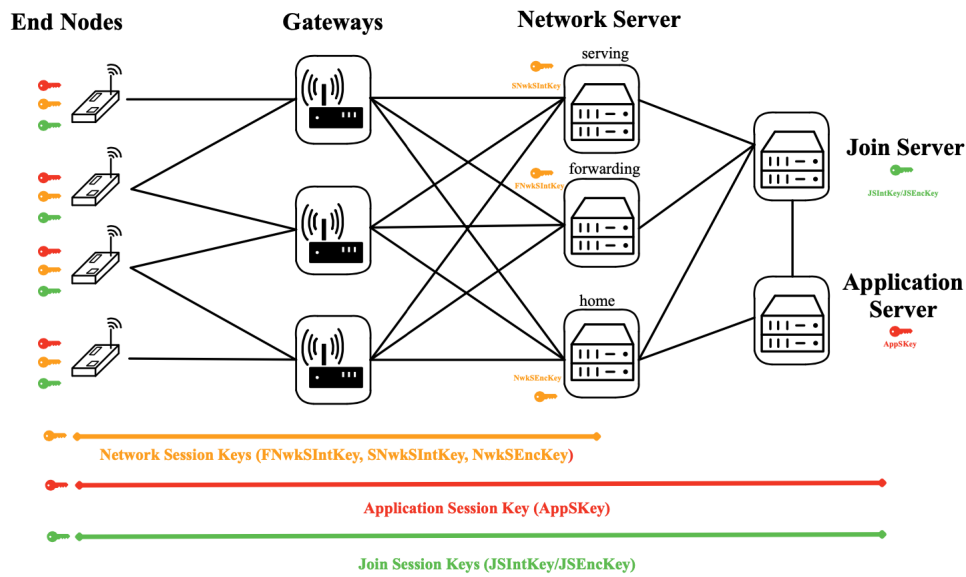 End Nodes
Gateways
Network Server
serving
SNwkSIntKey
forwarding
FNwkSIntKey
home
NwkSEncKey
Join Server
JSIntKey/JSEncKey
Application
Server
AppSKey
Network Session Keys (FNwkSIntKey, SNwkSIntKey, NwkSEncKey)
Application Session Key (AppSKey)
Join Session Keys (JSIntKey/JSEncKey)